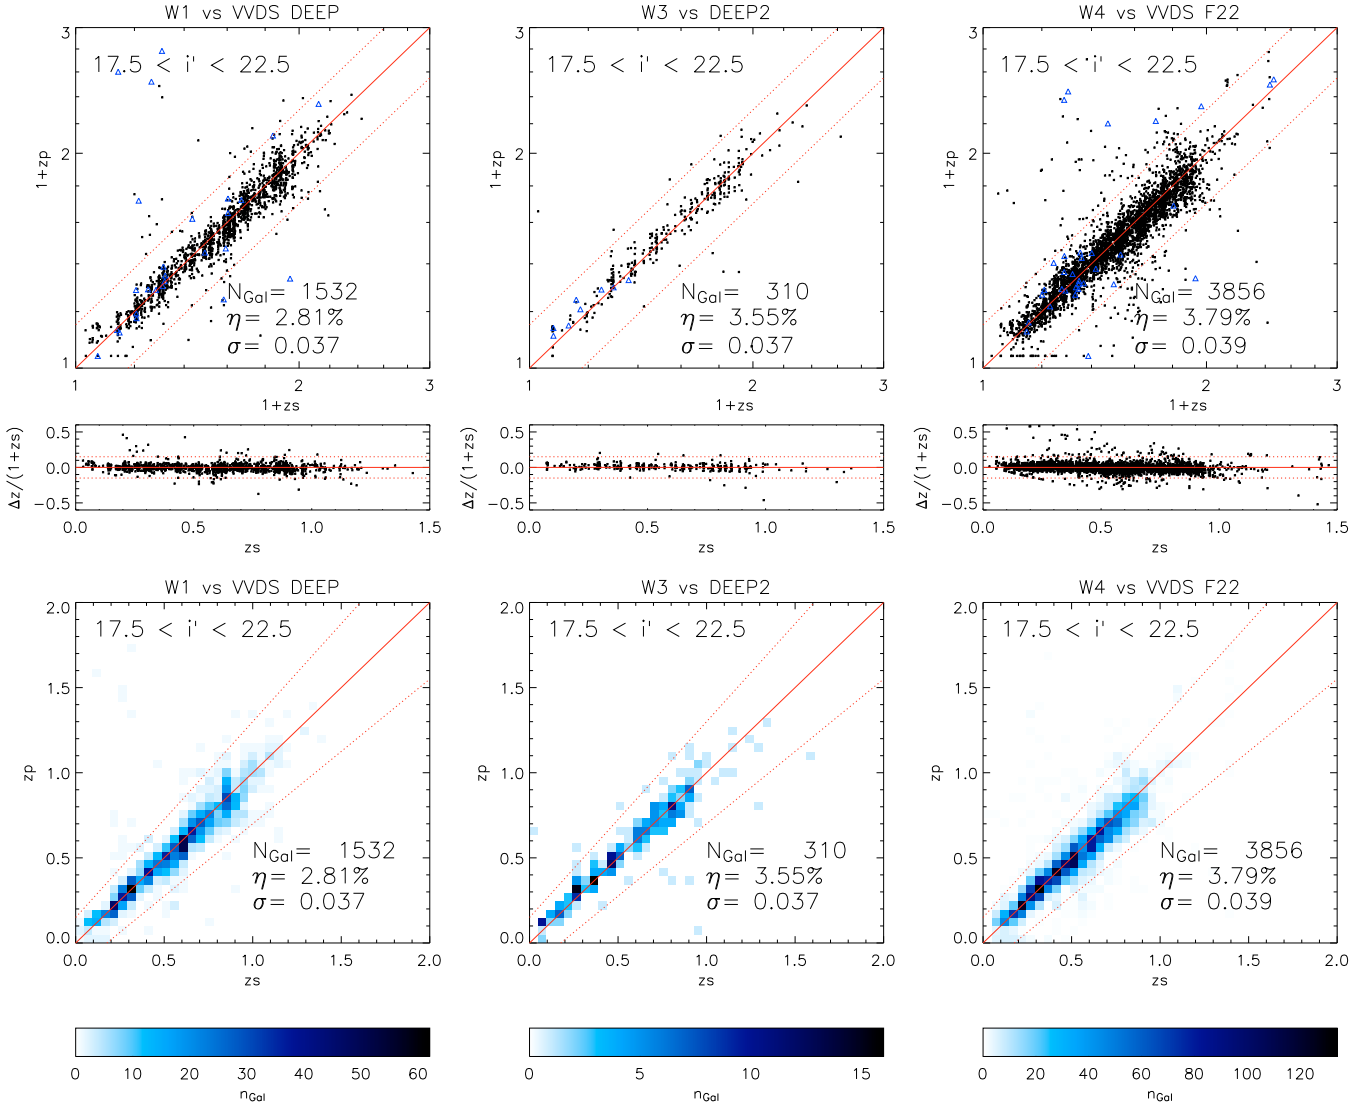 W1 vs VVDS DEEP
W3 vs DEEP2
W4 vs VVDS F22
17.5 < i' < 22.5
17.5 < i' < 22.5
17.5 < i' < 22.5
3
2
1
1+zp
3
2
1
1+zp
3
2
1
1+zp
NGal= 1532
η= 2.81%
σ= 0.037
NGal= 310
η= 3.55%
σ= 0.037
NGal= 3856
η= 3.79%
σ= 0.039
1 2 3
1 2 3
1 2 3
1+zs
1+zs
1+zs
0.5
0.0
−0.5
Δz/(1+zs)
0.5
0.0
−0.5
Δz/(1+zs)
0.5
0.0
−0.5
Δz/(1+zs)
0.0 0.5 1.0 1.5
0.0 0.5 1.0 1.5
0.0 0.5 1.0 1.5
zs
zs
zs
W1 vs VVDS DEEP
W3 vs DEEP2
W4 vs VVDS F22
17.5 < i' < 22.5
17.5 < i' < 22.5
17.5 < i' < 22.5
2.0
1.5
1.0
0.5
0.0
zp
2.0
1.5
1.0
0.5
0.0
zp
2.0
1.5
1.0
0.5
0.0
zp
NGal= 1532
η= 2.81%
σ= 0.037
NGal= 310
η= 3.55%
σ= 0.037
NGal= 3856
η= 3.79%
σ= 0.039
0.0 0.5 1.0 1.5 2.0
0.0 0.5 1.0 1.5 2.0
0.0 0.5 1.0 1.5 2.0
zs
zs
zs
0 10 20 30 40 50 60
0 5 10 15
0 20 40 60 80 100 120
nGal
nGal
nGal